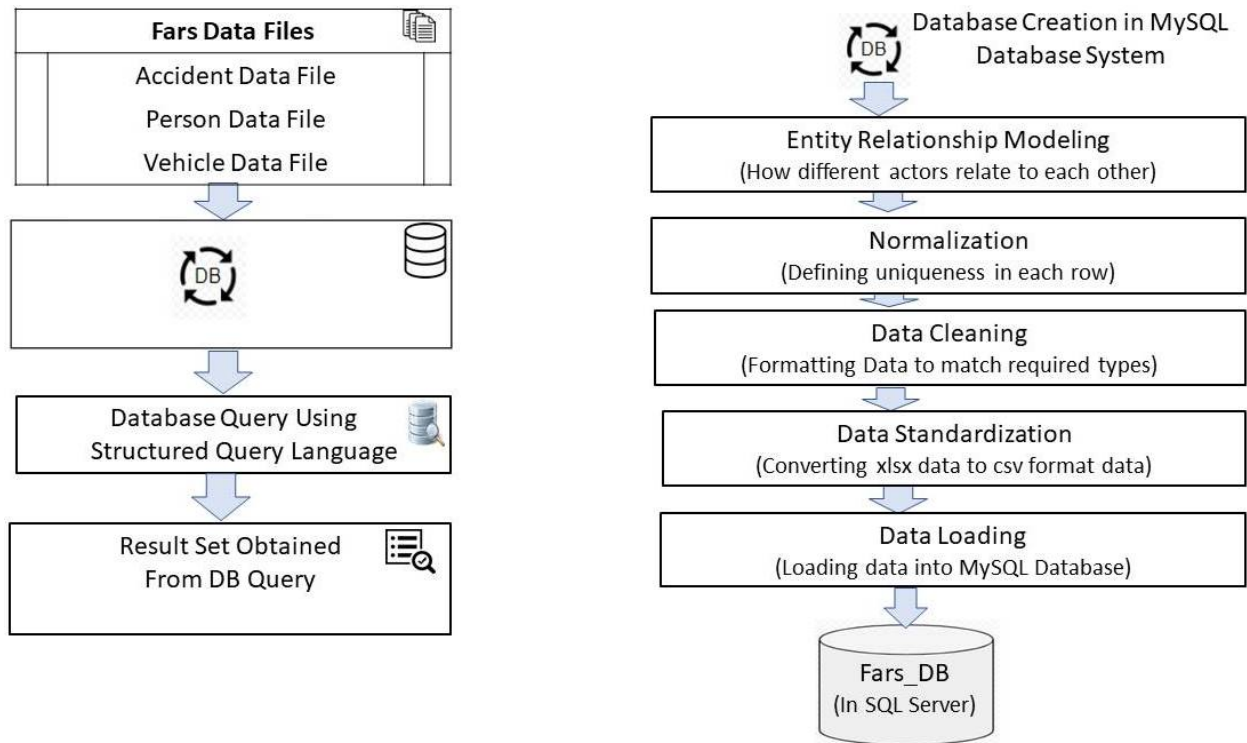 Fars Data Files
Accident Data File
Person Data File
Vehicle Data File
DB
Database Query Using
Structured Query Language
Result Set Obtained
From DB Query
DB
Database Creation in MySQL
Database System
Entity Relationship Modeling
(How different actors relate to each other)
Normalization
(Defining uniqueness in each row)
Data Cleaning
(Formatting Data to match required types)
Data Standardization
(Converting xlsx data to csv format data)
Data Loading
(Loading data into MySQL Database)
Fars_DB
(In SQL Server)